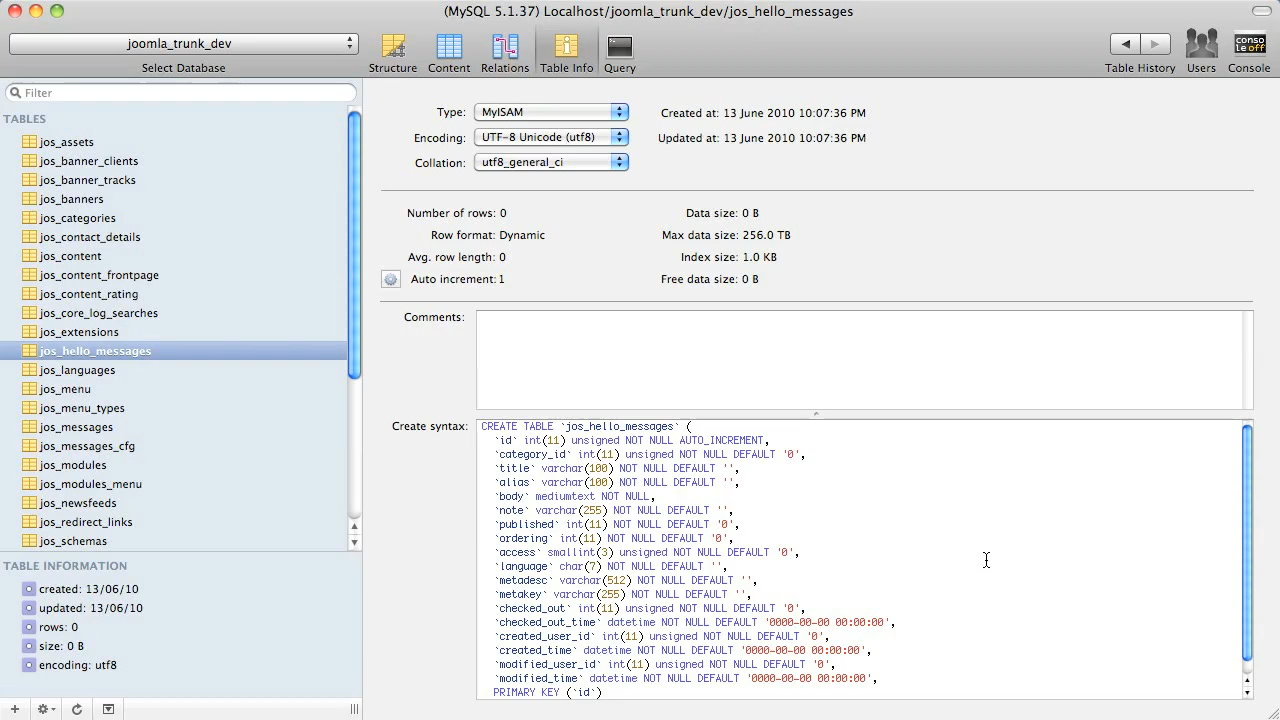 (MySQL 5.1.37) Localhost/joomla_trunk_dev/jos_hello_messages
joomla_trunk_dev
Select Database
Structure
Content
Relations
Table Info
Query
Table History
Users
conso
le off
Console
Filter
TABLES
jos_assets
jos_banner_clients
jos_banner_tracks
jos_banners
jos_categories
jos_contact_details
jos_content
jos_content_frontpage
jos_content_rating
jos_core_log_searches
jos_extensions
jos_hello_messages
jos_languages
jos_menu
jos_menu_types
jos_messages
jos_messages_cfg
jos_modules
jos_modules_menu
jos_newsfeeds
jos_redirect_links
jos_schemas
TABLE INFORMATION
created: 13/06/10
updated: 13/06/10
rows: 0
size: 0 B
encoding: utf8
Type: MyISAM
Created at: 13 June 2010 10:07:36 PM
Encoding: UTF-8 Unicode (utf8)
Updated at: 13 June 2010 10:07:36 PM
Collation: utf8_general_ci
Number of rows: 0
Data size: 0 B
Row format: Dynamic
Max data size: 256.0 TB
Avg. row length: 0
Index size: 1.0 KB
Auto increment: 1
Free data size: 0 B
Comments:
Create syntax:
CREATE TABLE `jos_hello_messages` (
`id` int(11) unsigned NOT NULL AUTO_INCREMENT,
`category_id` int(11) unsigned NOT NULL DEFAULT '0',
`title` varchar(100) NOT NULL DEFAULT '',
`alias` varchar(100) NOT NULL DEFAULT '',
`body` mediumtext NOT NULL,
`note` varchar(255) NOT NULL DEFAULT '',
`published` int(11) NOT NULL DEFAULT '0',
`ordering` int(11) NOT NULL DEFAULT '0',
`access` smallint(3) unsigned NOT NULL DEFAULT '0',
`language` char(7) NOT NULL DEFAULT '',
`metadesc` varchar(512) NOT NULL DEFAULT '',
`metakey` varchar(255) NOT NULL DEFAULT '',
`checked_out` int(11) unsigned NOT NULL DEFAULT '0',
`checked_out_time` datetime NOT NULL DEFAULT '0000-00-00 00:00:00',
`created_user_id` int(11) unsigned NOT NULL DEFAULT '0',
`created_time` datetime NOT NULL DEFAULT '0000-00-00 00:00:00',
`modified_user_id` int(11) unsigned NOT NULL DEFAULT '0',
`modified_time` datetime NOT NULL DEFAULT '0000-00-00 00:00:00',
PRIMARY KEY (`id`)